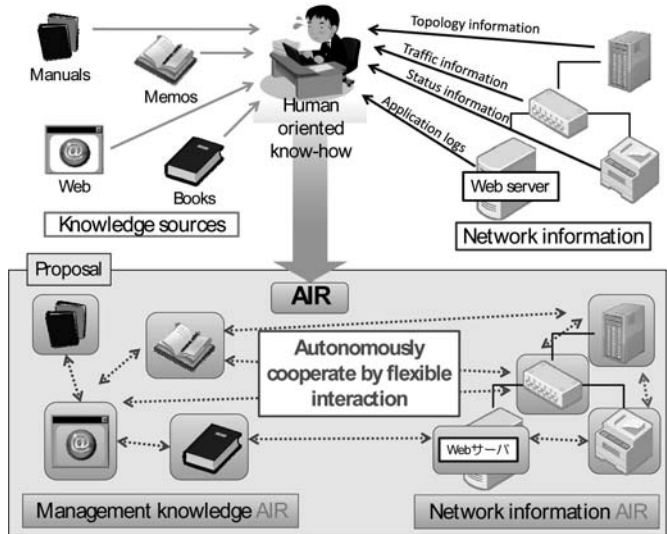 Topology information
Manuals
Traffic information
Memos
Status information
Human
oriented
know-how
Application logs
@
Web
Books
Web server
Knowledge sources
Network information
Proposal
AIR
Autonomously
cooperate by flexible
interaction
@
Webサーバ
Management knowledge AIR
Network information AIR